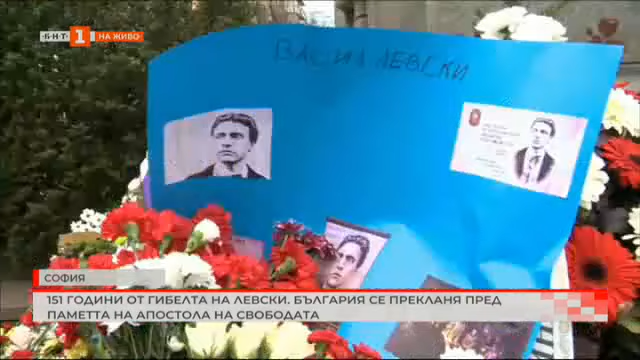 БНТ 1 НА ЖИВО
ВАСИЛ ЛЕВСКИ
СОФИЯ
151 ГОДИНИ ОТ ГИБЕЛТА НА ЛЕВСКИ. БЪЛГАРИЯ СЕ ПРЕКЛАНЯ ПРЕД
ПАМЕТТА НА АПОСТОЛА НА СВОБОДАТА